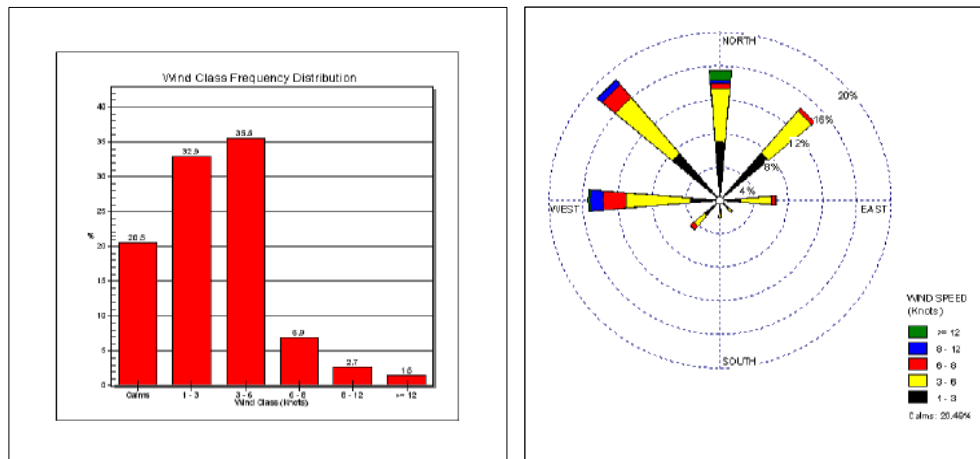 Wind Class Frequency Distribution
%
40
35
30
25
20
15
10
5
0
20.5
32.9
35.5
6.9
2.7
1.5
Calms
1 - 3
3 - 6
6 - 8
8 - 12
>= 12
Wind Class (Knots)
NORTH
20%
16%
12%
8%
4%
WEST
EAST
SOUTH
WIND SPEED
(Knots)
>= 12
8 - 12
6 - 8
3 - 6
1 - 3
Calms: 20.49%